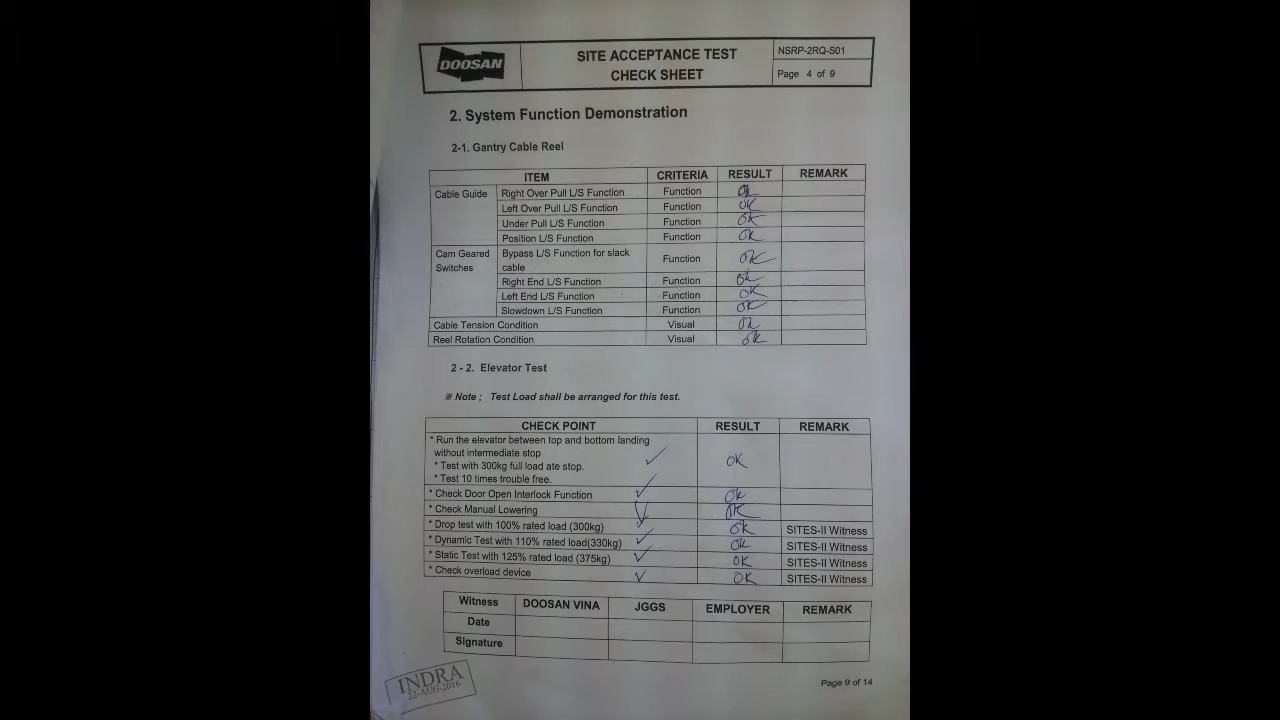 DOOSAN
SITE ACCEPTANCE TEST
CHECK SHEET
NSRP-2RQ-S01
Page 4 of 9
2. System Function Demonstration
2-1. Gantry Cable Reel
ITEM CRITERIA RESULT REMARK
Cable Guide Right Over Pull L/S Function Function OK
Left Over Pull L/S Function Function OK
Under Pull L/S Function Function OK
Position L/S Function Function OK
Cam Geared Switches Bypass L/S Function for slack cable Function OK
Right End L/S Function Function OK
Left End L/S Function Function OK
Slowdown L/S Function Function OK
Cable Tension Condition Visual OK
Reel Rotation Condition Visual OK
2 - 2. Elevator Test
※ Note ; Test Load shall be arranged for this test.
CHECK POINT RESULT REMARK
* Run the elevator between top and bottom landing
without intermediate stop
* Test with 300kg full load ate stop. OK
* Test 10 times trouble free.
* Check Door Open Interlock Function OK
* Check Manual Lowering OK
* Drop test with 100% rated load (300kg) OK SITES-II Witness
* Dynamic Test with 110% rated load(330kg) OK SITES-II Witness
* Static Test with 125% rated load (375kg) OK SITES-II Witness
* Check overload device OK SITES-II Witness
Witness DOOSAN VINA JGGS EMPLOYER REMARK
Date
Signature
INDRA
22-AUG-2016
Page 9 of 14